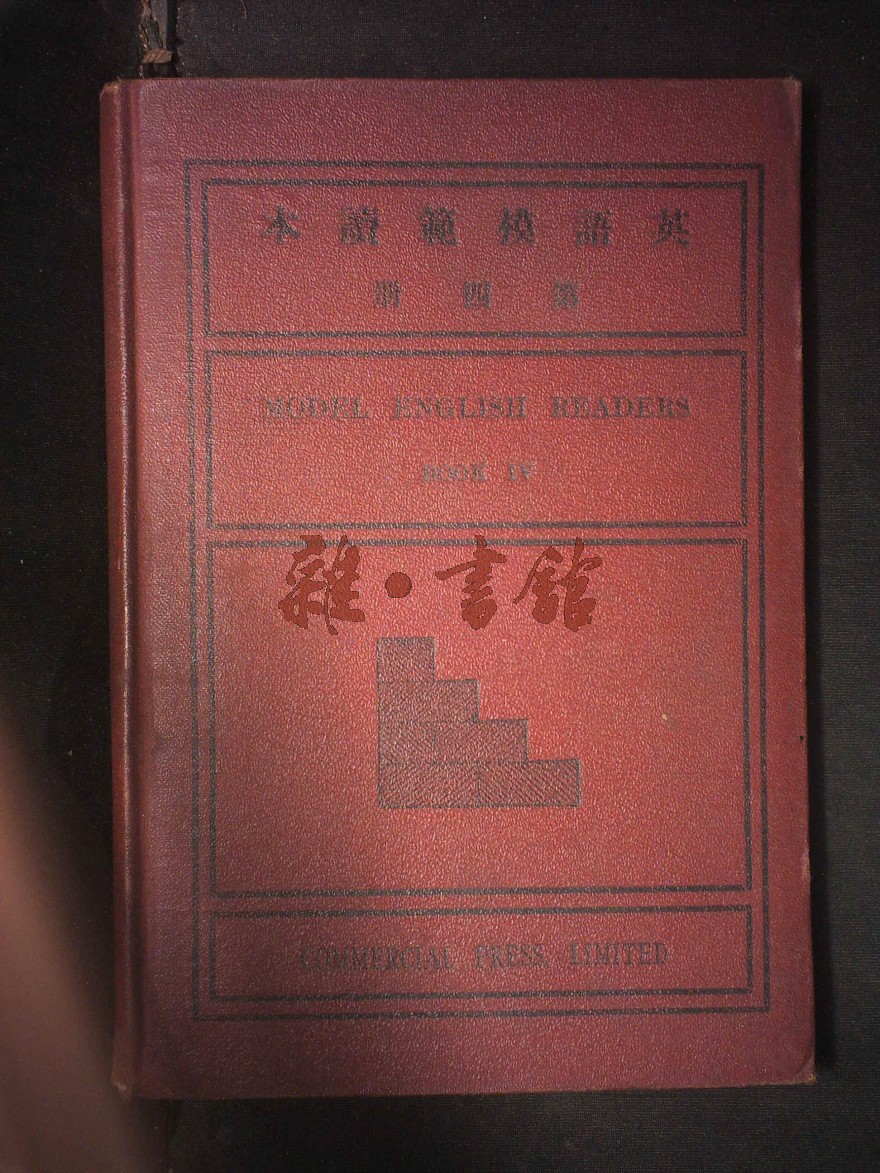 英語模範讀本
第四册
MODEL ENGLISH READERS
BOOK IV
雜·書館
COMMERCIAL PRESS, LIMITED